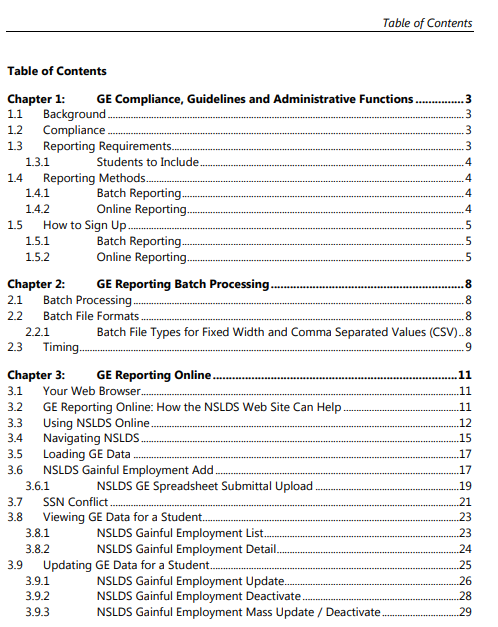 Table of Contents
Table of Contents
Chapter 1: GE Compliance, Guidelines and Administrative Functions ............... 3
1.1 Background ............... 3
1.2 Compliance ............... 3
1.3 Reporting Requirements ............... 3
1.3.1 Students to Include ............... 4
1.4 Reporting Methods ............... 4
1.4.1 Batch Reporting ............... 4
1.4.2 Online Reporting ............... 4
1.5 How to Sign Up ............... 5
1.5.1 Batch Reporting ............... 5
1.5.2 Online Reporting ............... 5
Chapter 2: GE Reporting Batch Processing ............... 8
2.1 Batch Processing ............... 8
2.2 Batch File Formats ............... 8
2.2.1 Batch File Types for Fixed Width and Comma Separated Values (CSV) .. 8
2.3 Timing ............... 9
Chapter 3: GE Reporting Online ............... 11
3.1 Your Web Browser ............... 11
3.2 GE Reporting Online: How the NSLDS Web Site Can Help ............... 11
3.3 Using NSLDS Online ............... 12
3.4 Navigating NSLDS ............... 15
3.5 Loading GE Data ............... 17
3.6 NSLDS Gainful Employment Add ............... 17
3.6.1 NSLDS GE Spreadsheet Submittal Upload ............... 19
3.7 SSN Conflict ............... 21
3.8 Viewing GE Data for a Student ............... 23
3.8.1 NSLDS Gainful Employment List ............... 23
3.8.2 NSLDS Gainful Employment Detail ............... 24
3.9 Updating GE Data for a Student ............... 25
3.9.1 NSLDS Gainful Employment Update ............... 26
3.9.2 NSLDS Gainful Employment Deactivate ............... 28
3.9.3 NSLDS Gainful Employment Mass Update / Deactivate ............... 29